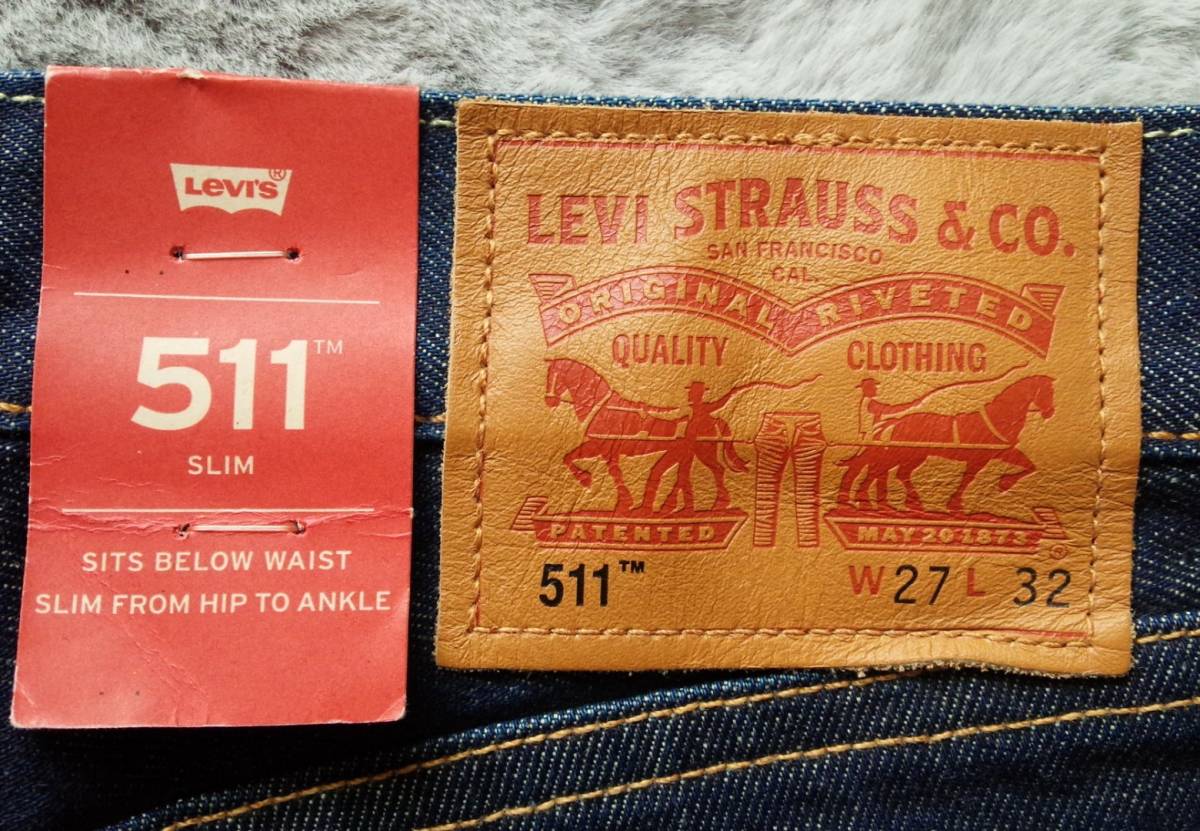 LEVI'S®
511™
SLIM
SITS BELOW WAIST
SLIM FROM HIP TO ANKLE
LEVI STRAUSS & CO.
SAN FRANCISCO
CAL.
ORIGINAL RIVETED
QUALITY CLOTHING
PATENTED MAY 20 1873 ®
511™ W 27 L 32